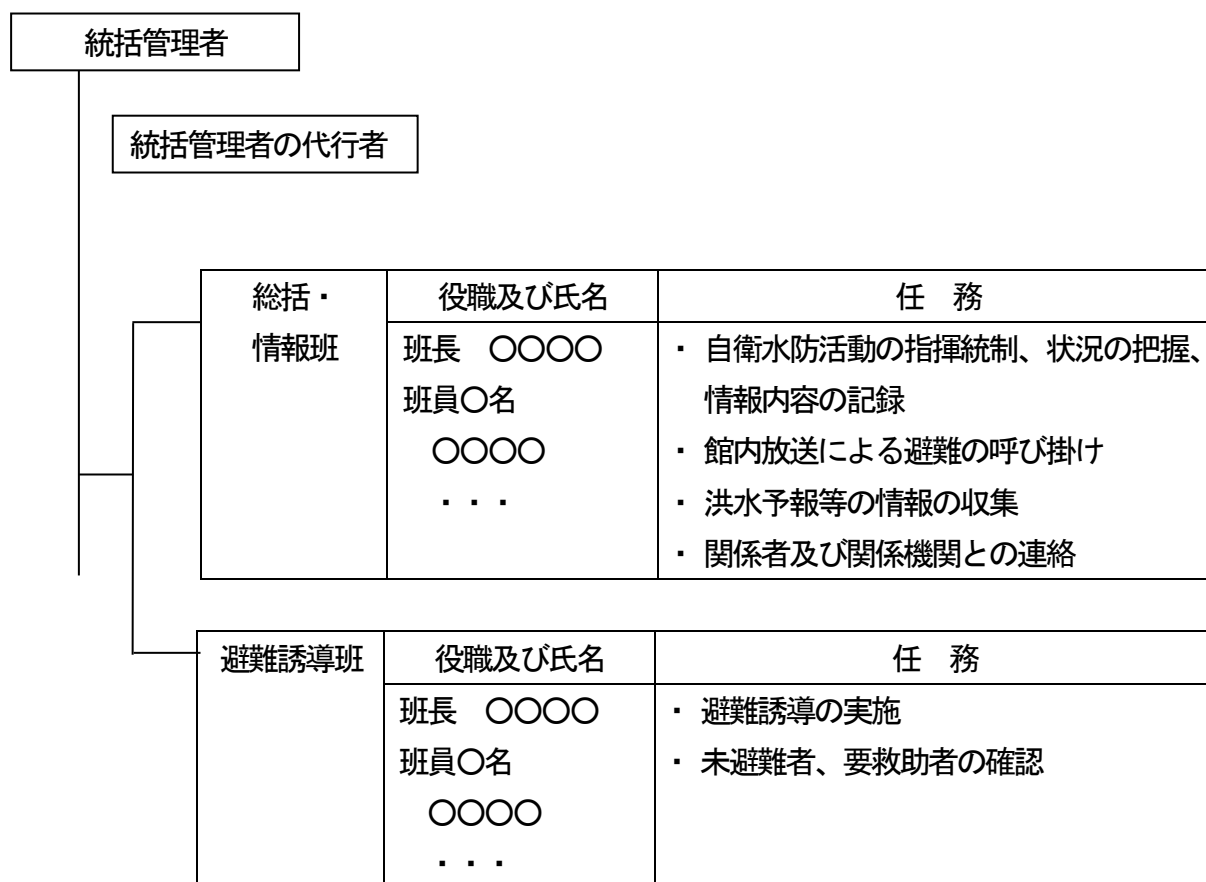 統括管理者
統括管理者の代行者
総括・
情報班
役職及び氏名
任 務
班長 〇〇〇〇
班員〇名
〇〇〇〇
・・・
・ 自衛水防活動の指揮統制、状況の把握、
情報内容の記録
・ 館内放送による避難の呼び掛け
・ 洪水予報等の情報の収集
・ 関係者及び関係機関との連絡
避難誘導班
役職及び氏名
任 務
班長 〇〇〇〇
班員〇名
〇〇〇〇
・・・
・ 避難誘導の実施
・ 未避難者、要救助者の確認